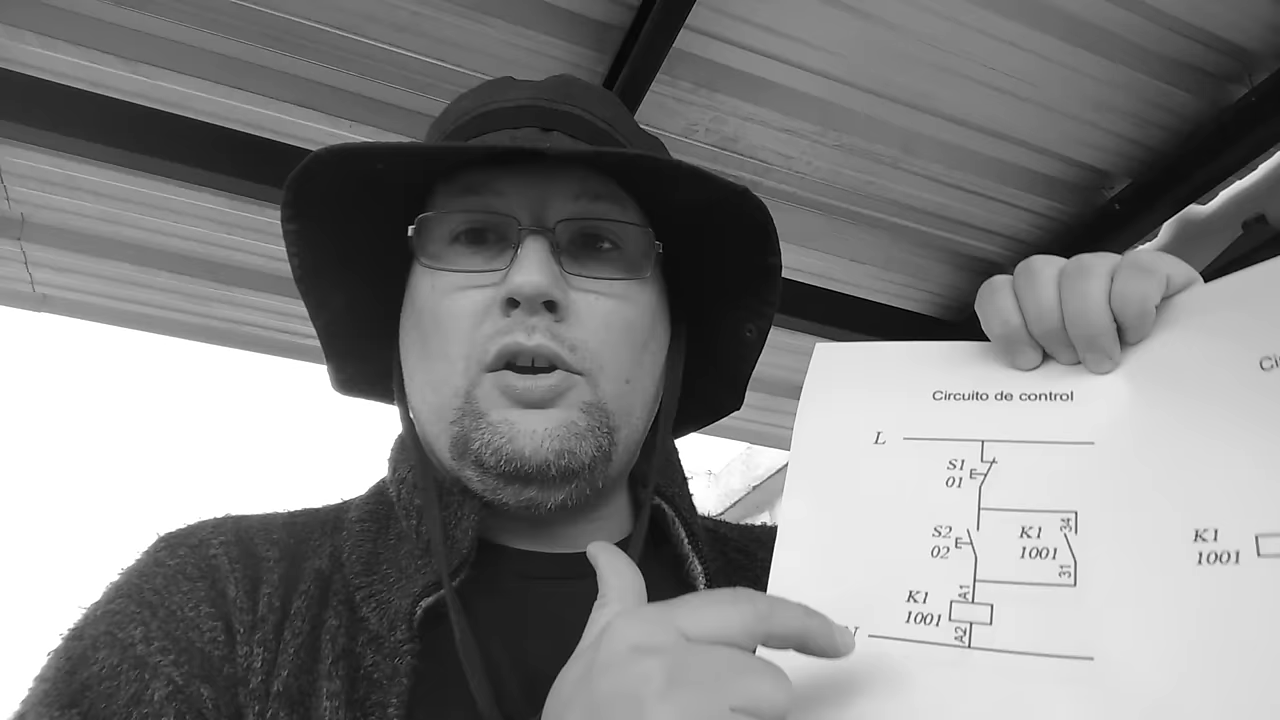 Circuito de control
L
S1
01
S2
02
K1
1001
34
31
K1
1001
A1
A2
K1
1001